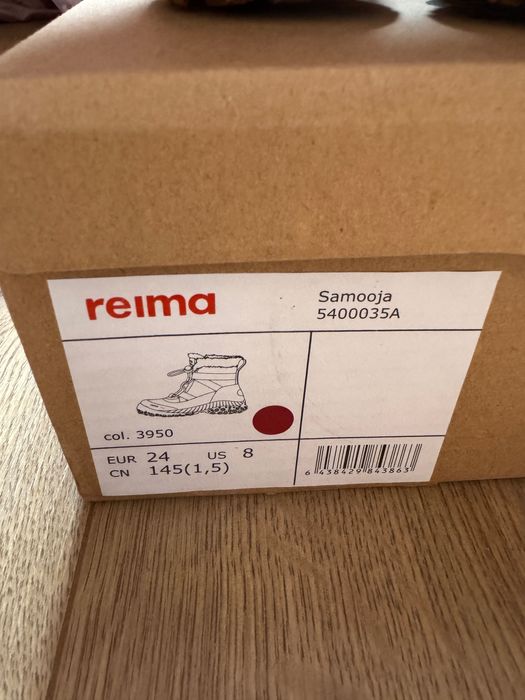 reima
Samooja
5400035A
col. 3950
EUR 24 US 8
CN 145(1,5)
6 438429 843863